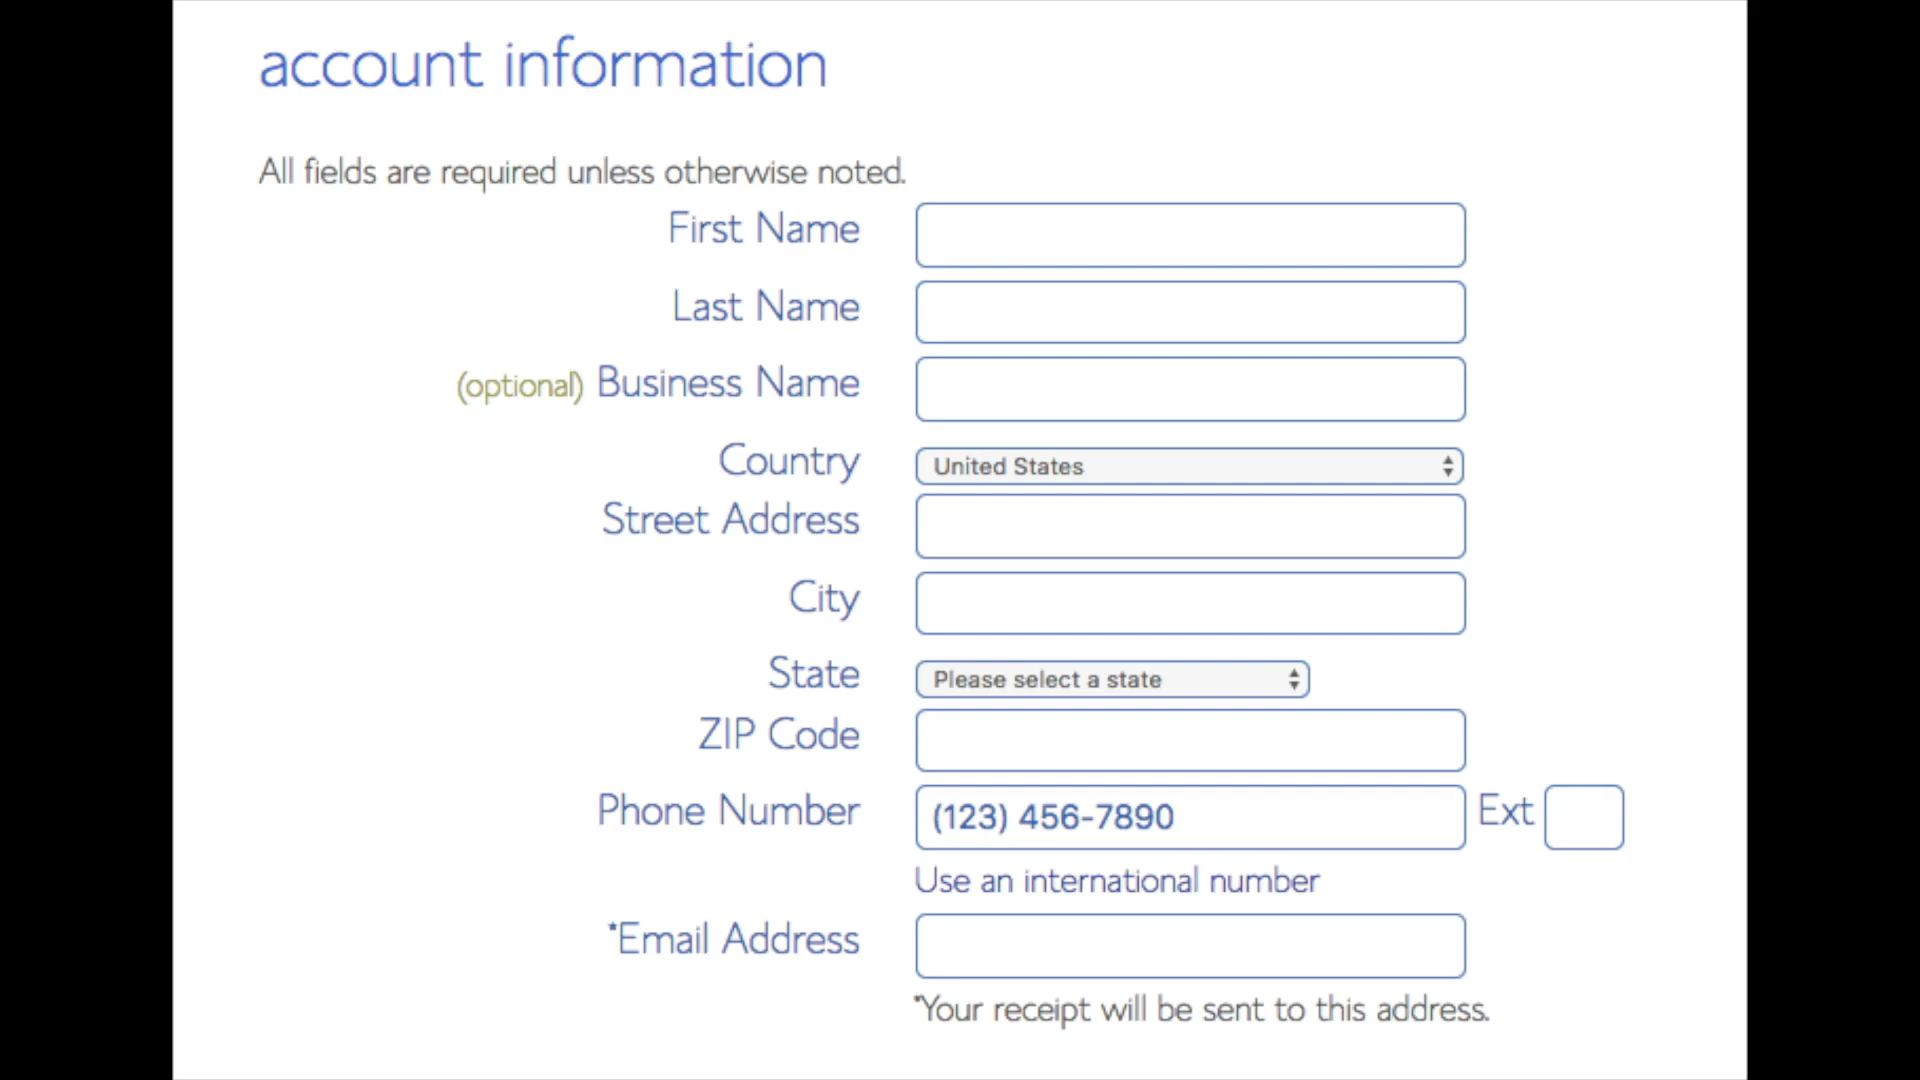 account information
All fields are required unless otherwise noted.
First Name
Last Name
(optional) Business Name
Country United States
Street Address
City
State Please select a state
ZIP Code
Phone Number (123) 456-7890 Ext
Use an international number
*Email Address
*Your receipt will be sent to this address.